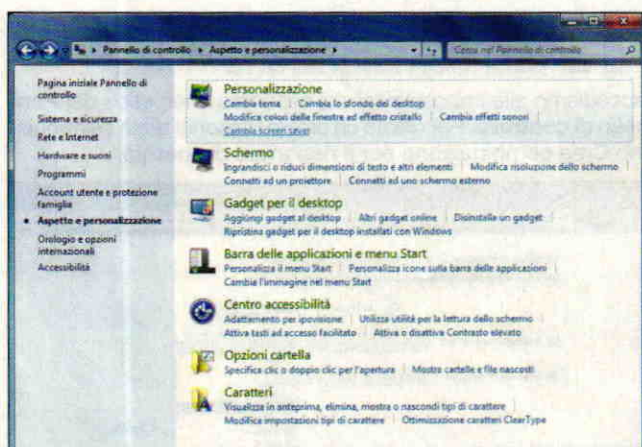 Pannello di controllo Aspetto e personalizzazione Cerca nel Pannello di controllo
Pagina iniziale Pannello di
controllo
Sistema e sicurezza
Rete e Internet
Hardware e suoni
Programmi
Account utente e protezione
famiglia
Aspetto e personalizzazione
Orologio e opzioni
internazionali
Accessibilità
Personalizzazione
Cambia tema Cambia lo sfondo del desktop
Modifica colori delle finestre ed effetto cristallo Cambia effetti sonori
Cambia screen saver
Schermo
Ingrandisci o riduci dimensioni di testo e altri elementi Modifica risoluzione dello schermo
Connetti ad un proiettore Connetti ad uno schermo esterno
Gadget per il desktop
Aggiungi gadget al desktop Altri gadget online Disinstalla un gadget
Ripristina gadget per il desktop installati con Windows
Barra delle applicazioni e menu Start
Personalizza il menu Start Personalizza icone sulla barra delle applicazioni
Cambia l'immagine nel menu Start
Centro accessibilità
Adattamento per ipovisione Utilizza utilità per la lettura dello schermo
Attiva tasti ad accesso facilitato Attiva o disattiva Contrasto elevato
Opzioni cartella
Specifica clic o doppio clic per l'apertura Mostra cartelle e file nascosti
Caratteri
Visualizza in anteprima, elimina, mostra o nascondi tipi di carattere
Modifica impostazioni tipi di carattere Ottimizzazione caratteri ClearType